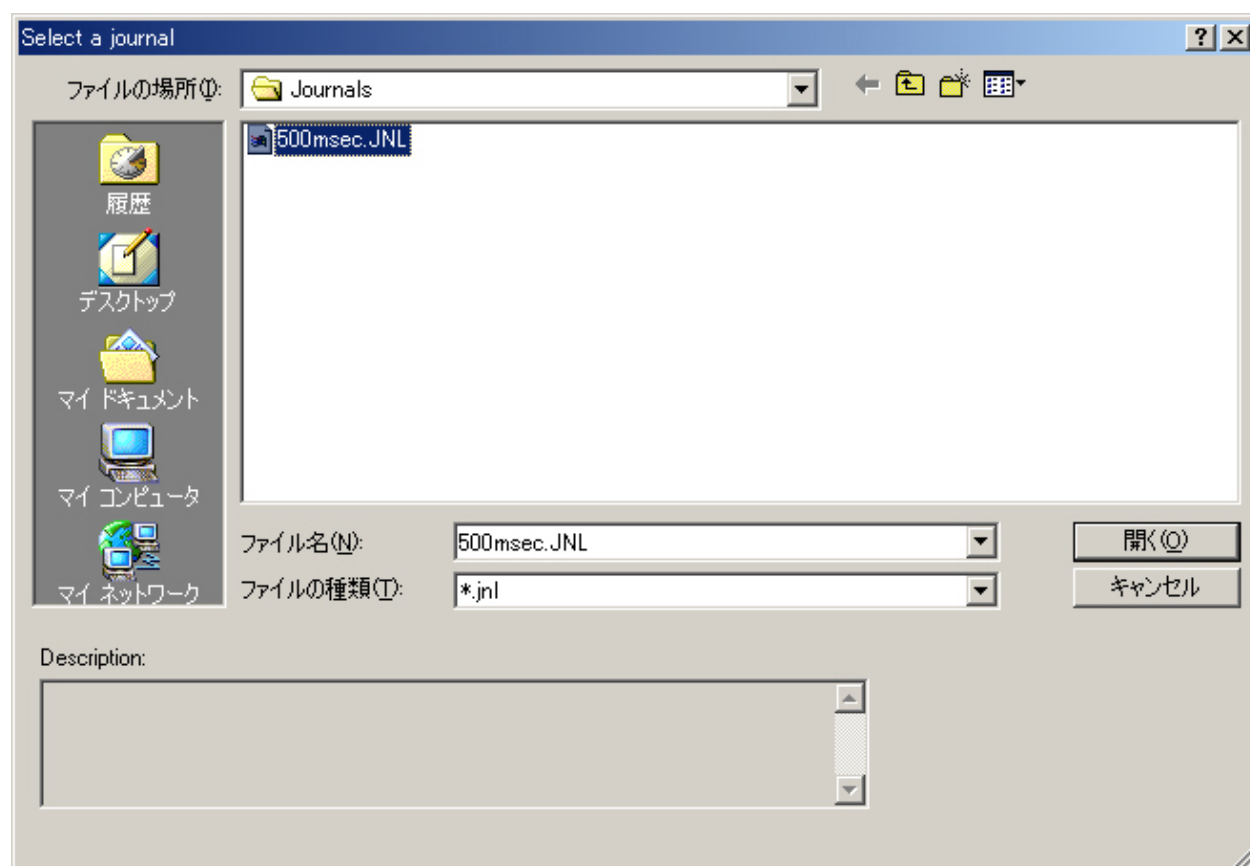 Select a journal
ファイルの場所(I):
Journals
500msec.JNL
履歴
デスクトップ
マイ ドキュメント
マイ コンピュータ
マイ ネットワーク
ファイル名(N):
500msec.JNL
開く(O)
ファイルの種類(T):
*.jnl
キャンセル
Description: